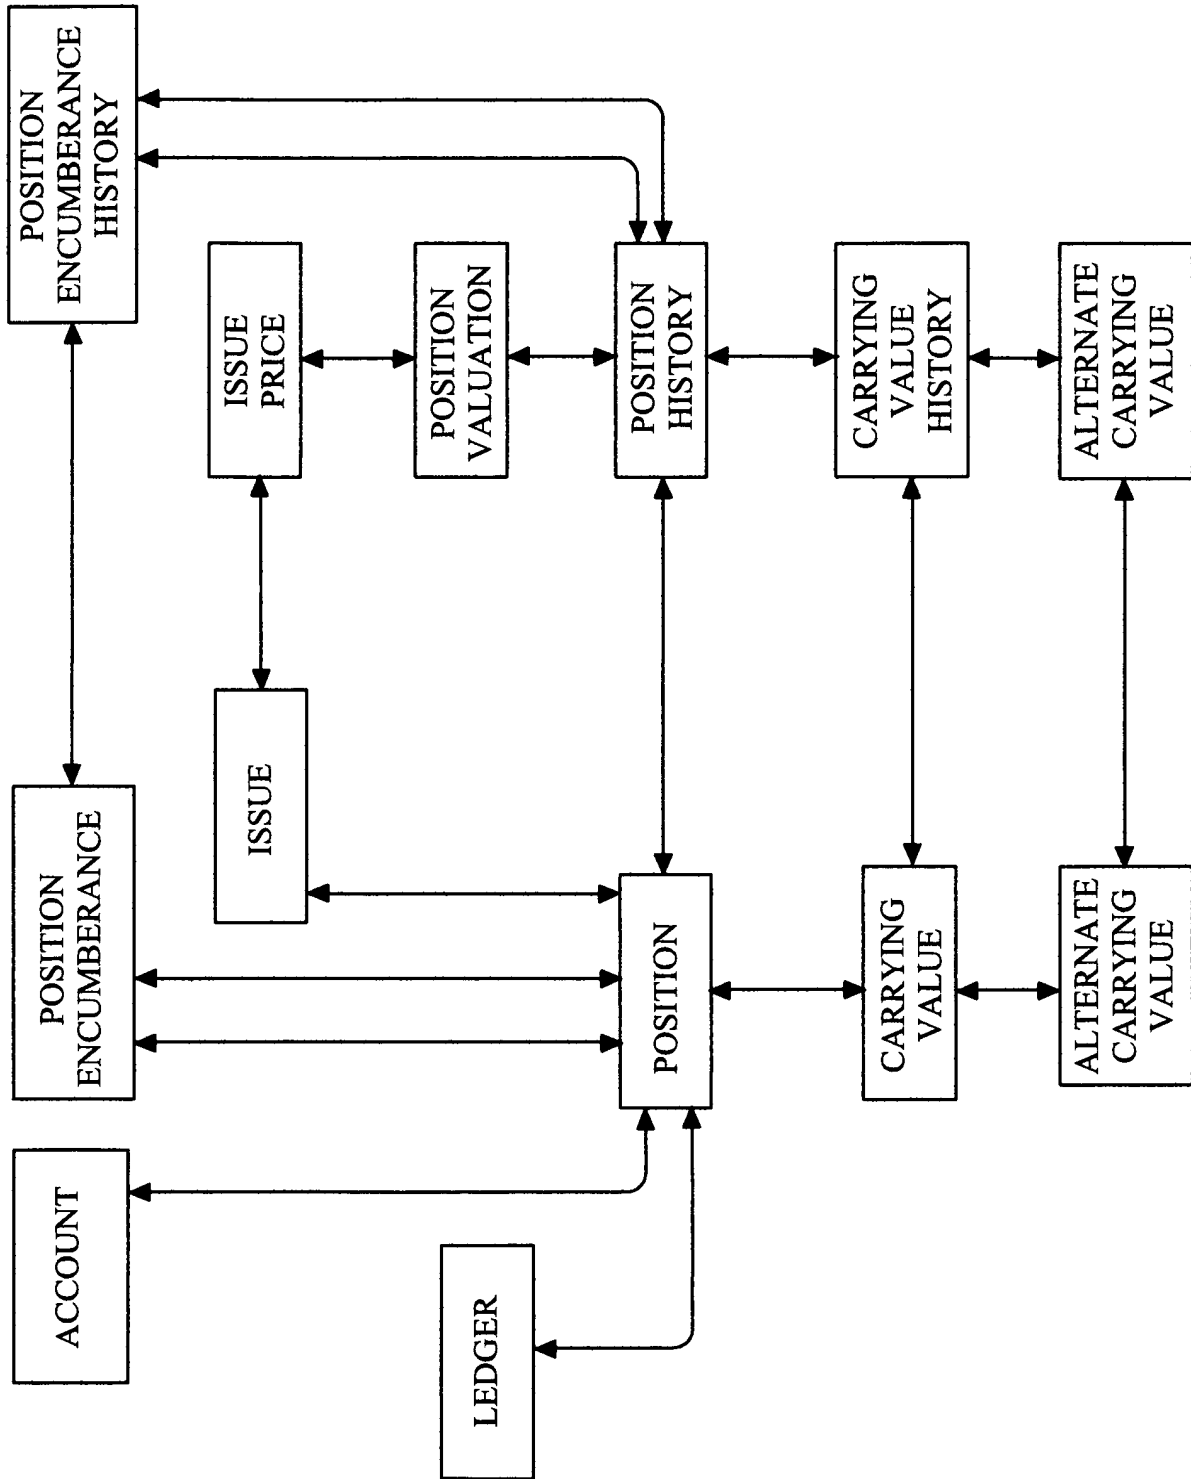 ACCOUNT
POSITION
ENCUMBERANCE
POSITION
ENCUMBERANCE
HISTORY
ISSUE
ISSUE
PRICE
LEDGER
POSITION
VALUATION
POSITION
POSITION
HISTORY
CARRYING
VALUE
CARRYING
VALUE
HISTORY
ALTERNATE
CARRYING
VALUE
ALTERNATE
CARRYING
VALUE